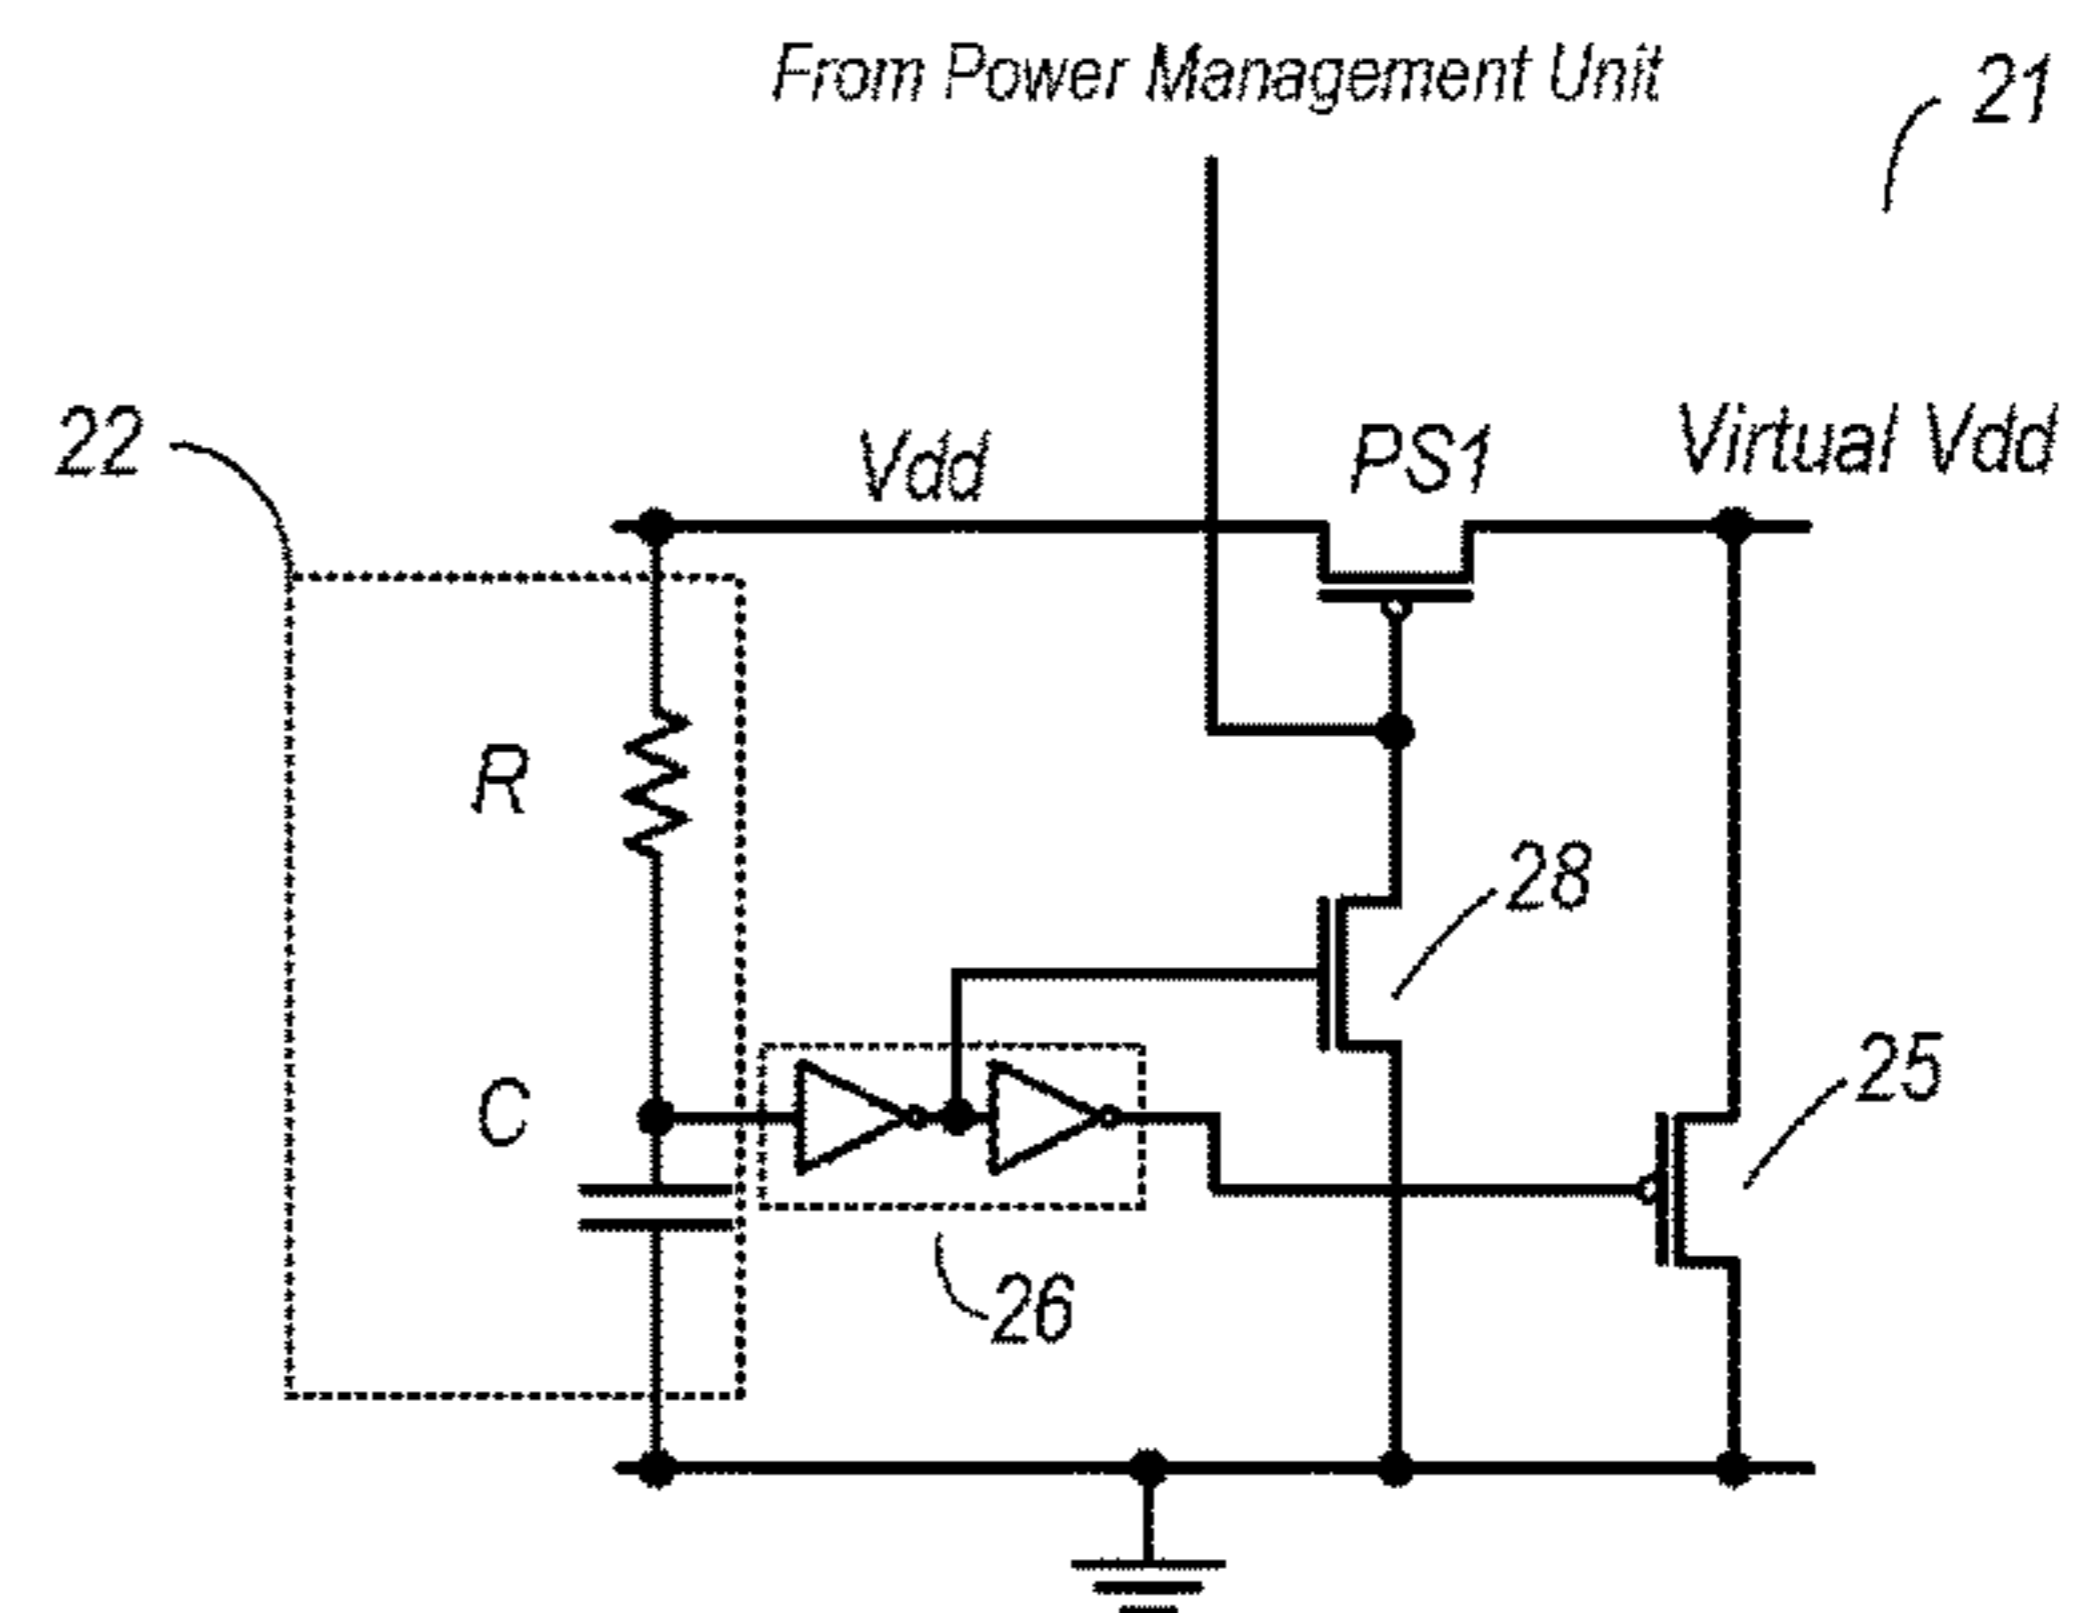 From Power Management Unit
21
22
Vdd
PS1
Virtual Vdd
R
28
C
25
26